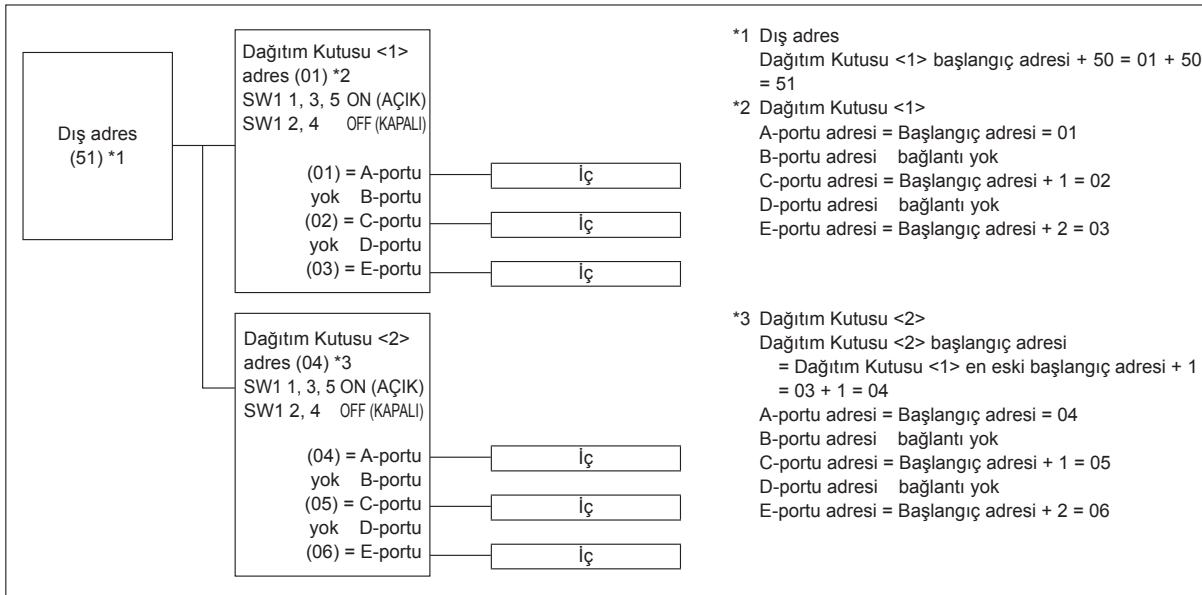 Dış adres
(51) *1
Dağıtım Kutusu <1>
adres (01) *2
SW1 1, 3, 5 ON (AÇIK)
SW1 2, 4 OFF (KAPALI)
(01) = A-portu
yok B-portu
(02) = C-portu
yok D-portu
(03) = E-portu
İç
İç
İç
Dağıtım Kutusu <2>
adres (04) *3
SW1 1, 3, 5 ON (AÇIK)
SW1 2, 4 OFF (KAPALI)
(04) = A-portu
yok B-portu
(05) = C-portu
yok D-portu
(06) = E-portu
İç
İç
İç
*1 Dış adres
Dağıtım Kutusu <1> başlangıç adresi + 50 = 01 + 50
= 51
*2 Dağıtım Kutusu <1>
A-portu adresi = Başlangıç adresi = 01
B-portu adresi bağlantı yok
C-portu adresi = Başlangıç adresi + 1 = 02
D-portu adresi bağlantı yok
E-portu adresi = Başlangıç adresi + 2 = 03
*3 Dağıtım Kutusu <2>
Dağıtım Kutusu <2> başlangıç adresi
= Dağıtım Kutusu <1> en eski başlangıç adresi + 1
= 03 + 1 = 04
A-portu adresi = Başlangıç adresi = 04
B-portu adresi bağlantı yok
C-portu adresi = Başlangıç adresi + 1 = 05
D-portu adresi bağlantı yok
E-portu adresi = Başlangıç adresi + 2 = 06